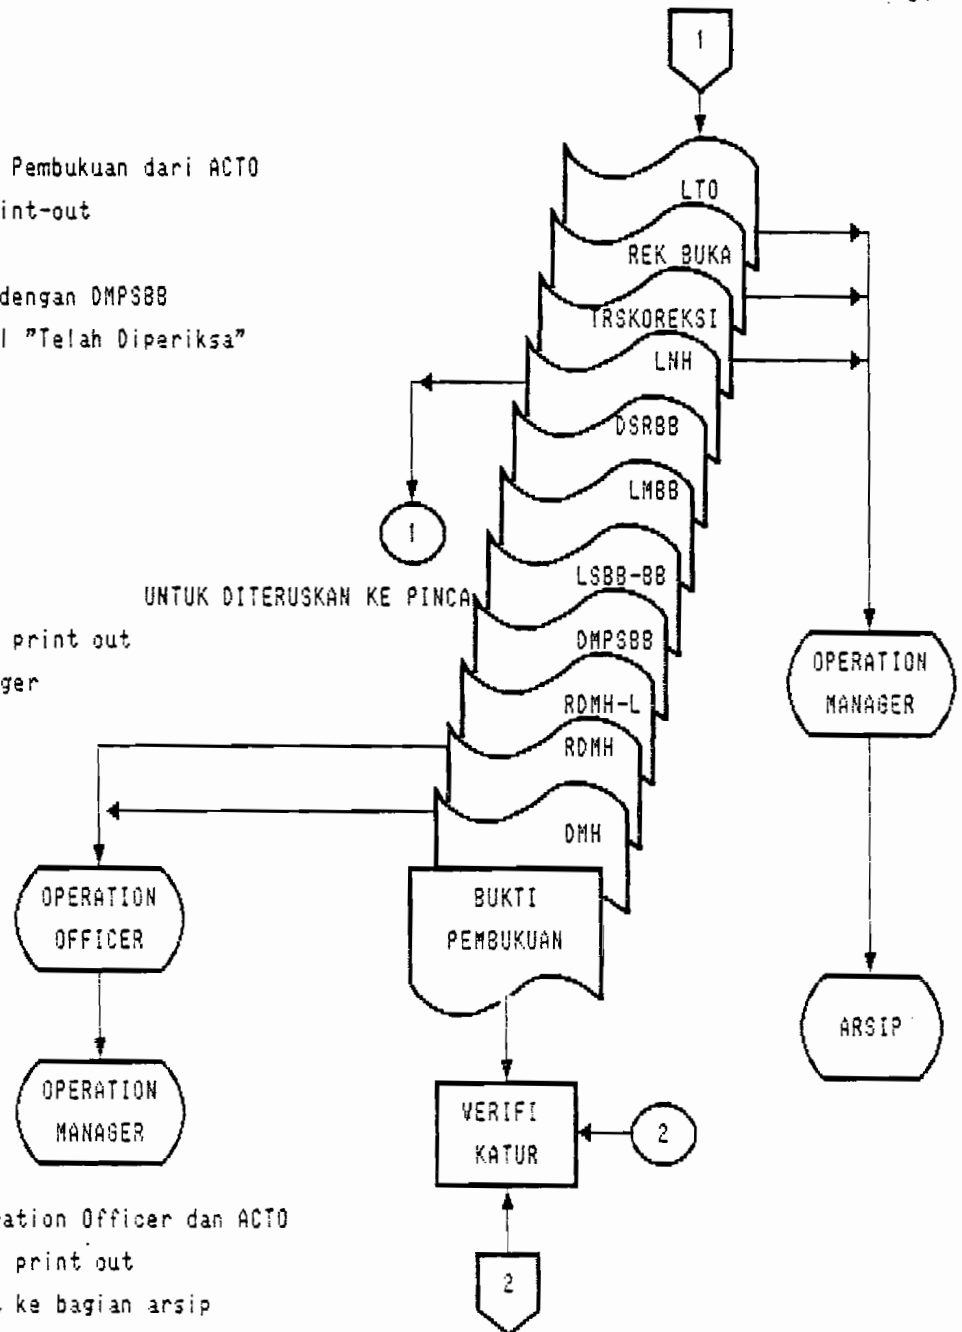 1
Pembukuan dari ACTO
int-out
dengan DMPSBB
l "Telah Diperiksa"
LTO
REK BUKA
TRSKOREKSI
LNH
DSRBB
LMBB
1
LSBB-BB
UNTUK DITERUSKAN KE PINCA
print out
ger
DMPSBB
OPERATION
MANAGER
RDMH-L
RDMH
DMH
OPERATION
OFFICER
BUKTI
PEMBUKUAN
ARSIP
OPERATION
MANAGER
VERIFI
KATUR
2
ration Officer dan ACTO
print out
ke bagian arsip
2